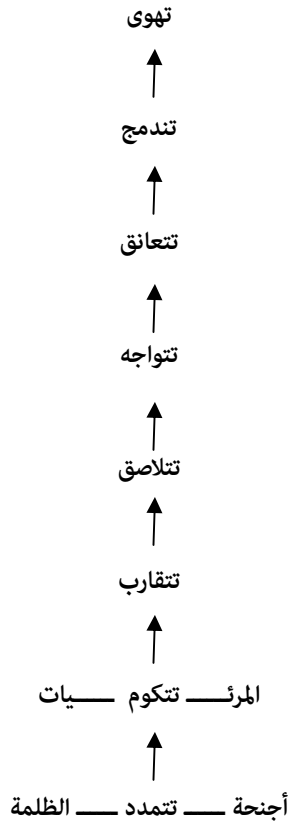 تهوى
تندمج
تتعانق
تتواجه
تتلاصق
تتقارب
المرئـــــ تتكوم ـــــيات
أجنحة ـــــ تتمدد ـــــ الظلمة